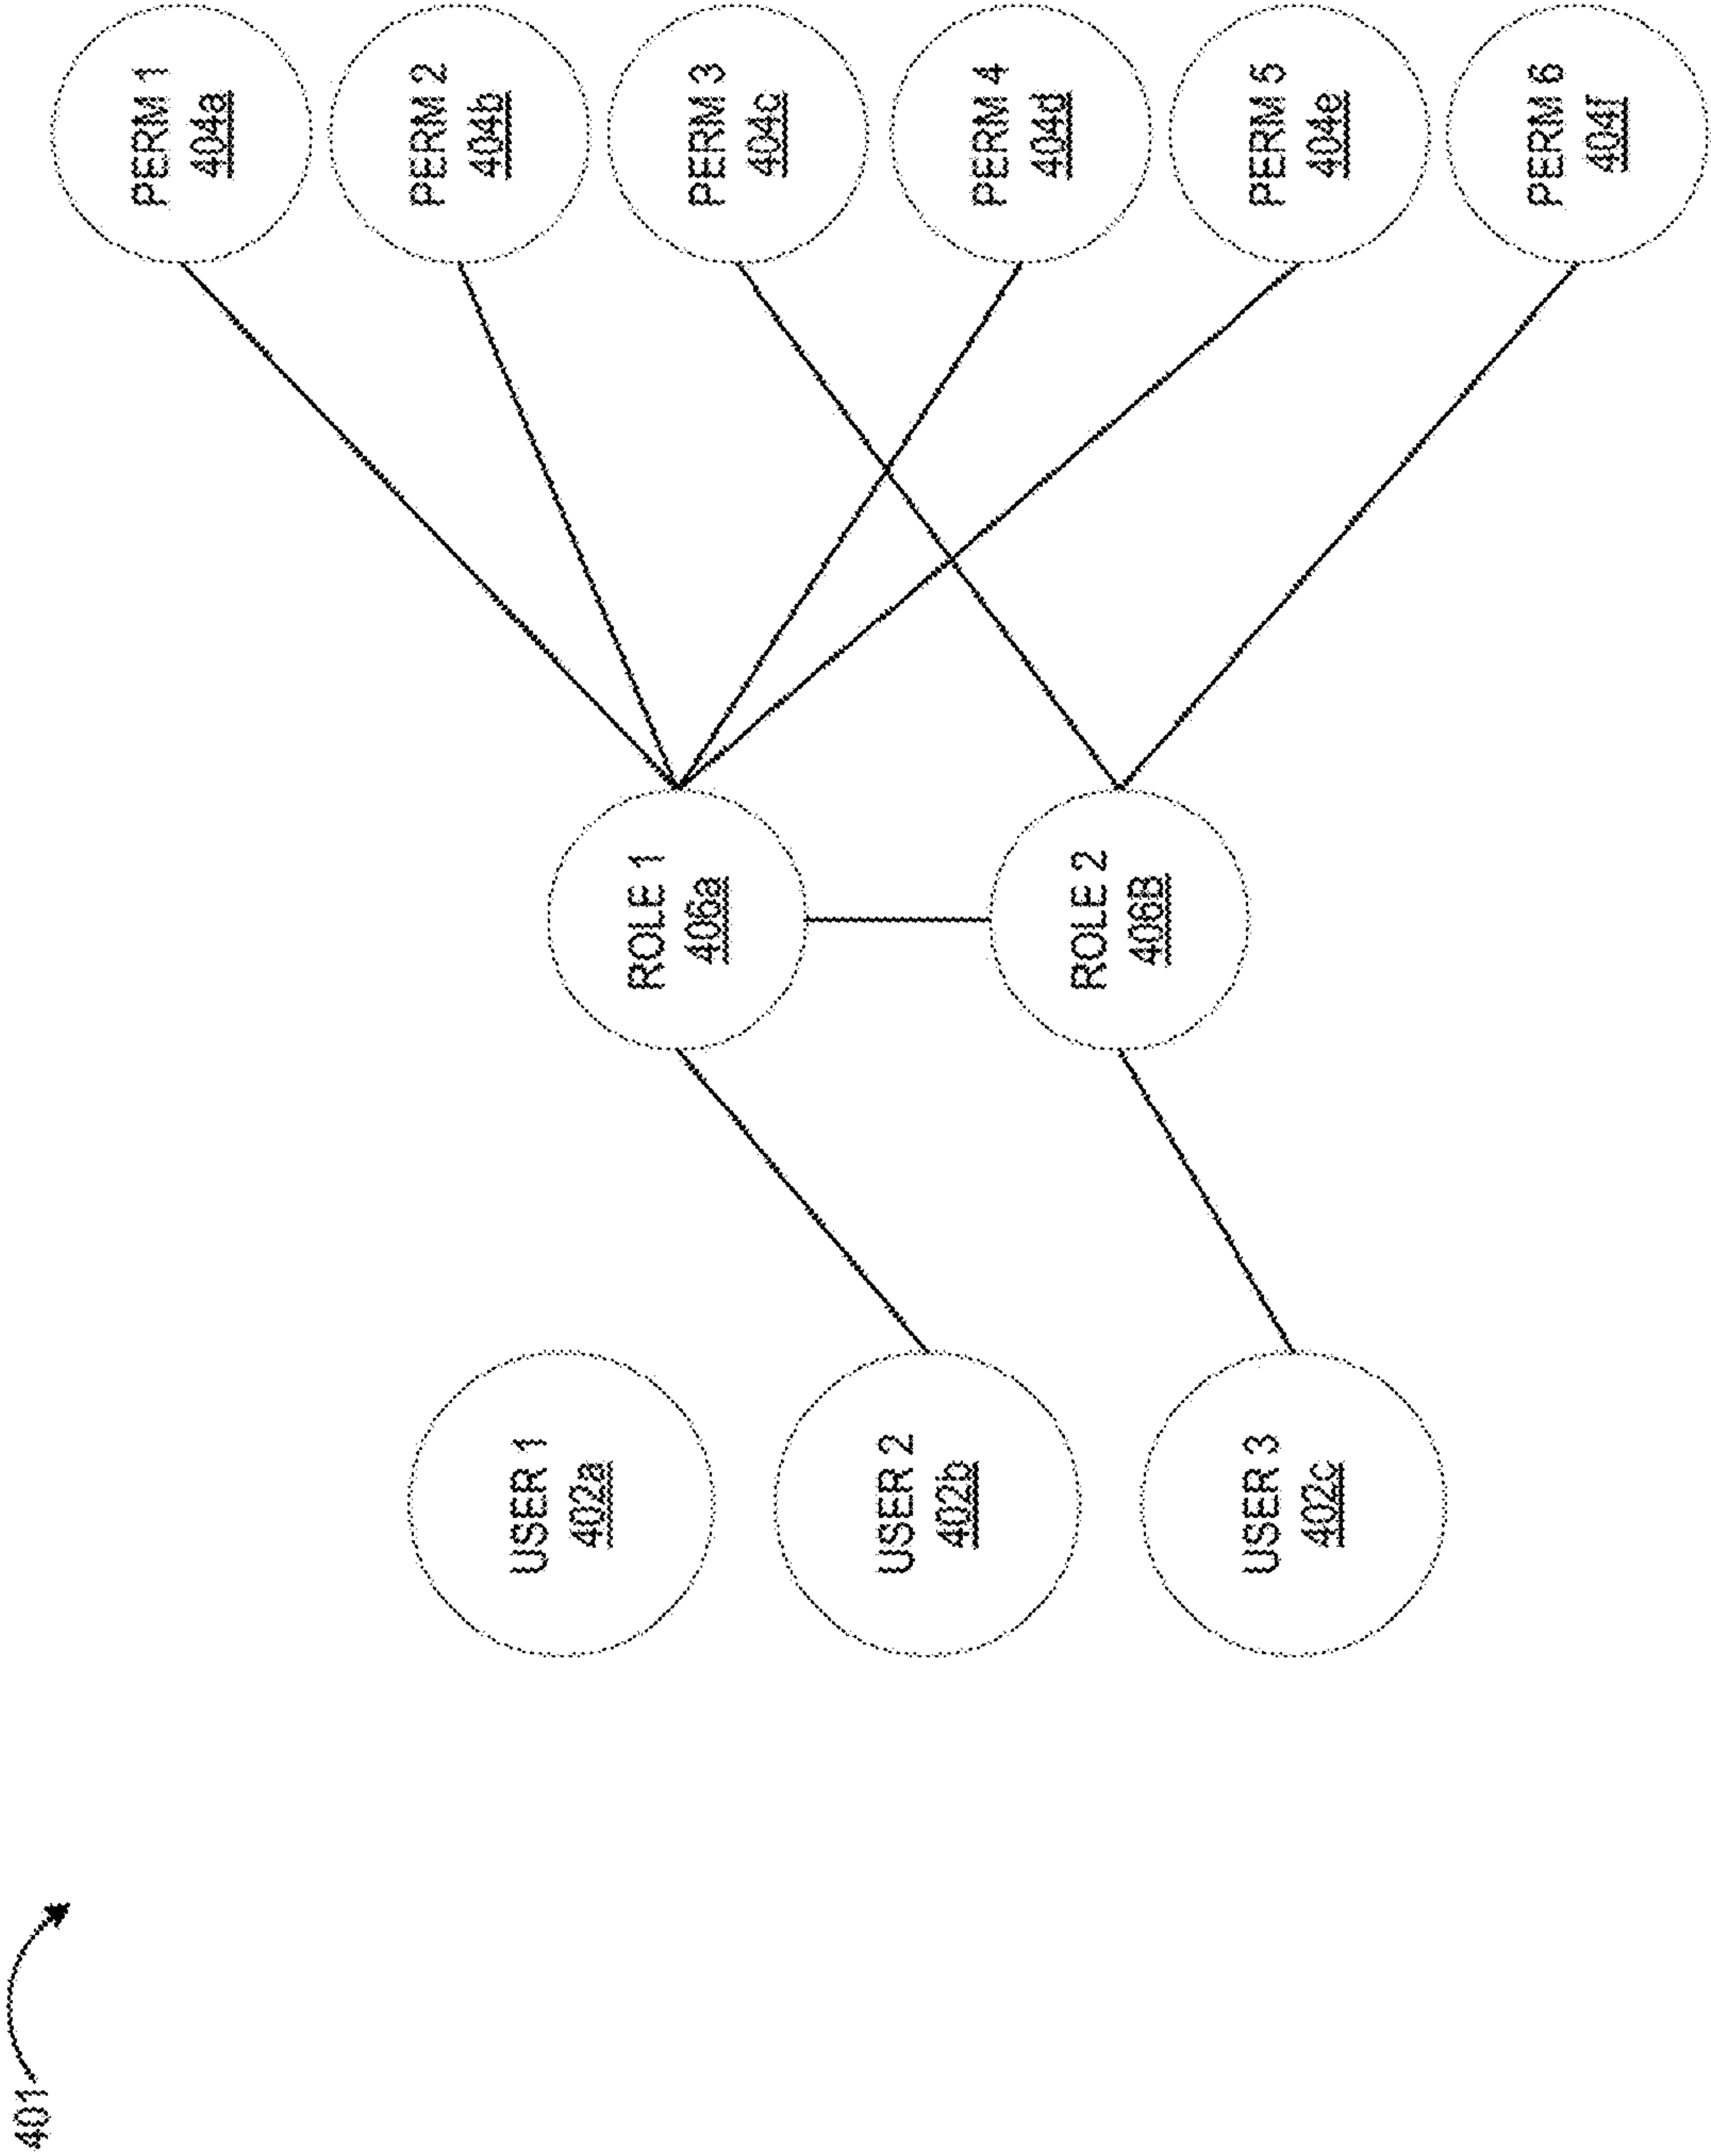 401
USER 1
402a
USER 2
402b
USER 3
402c
ROLE 1
406a
ROLE 2
406B
PERM 1
404a
PERM 2
404b
PERM 3
404c
PERM 4
404d
PERM 5
404e
PERM 6
404f